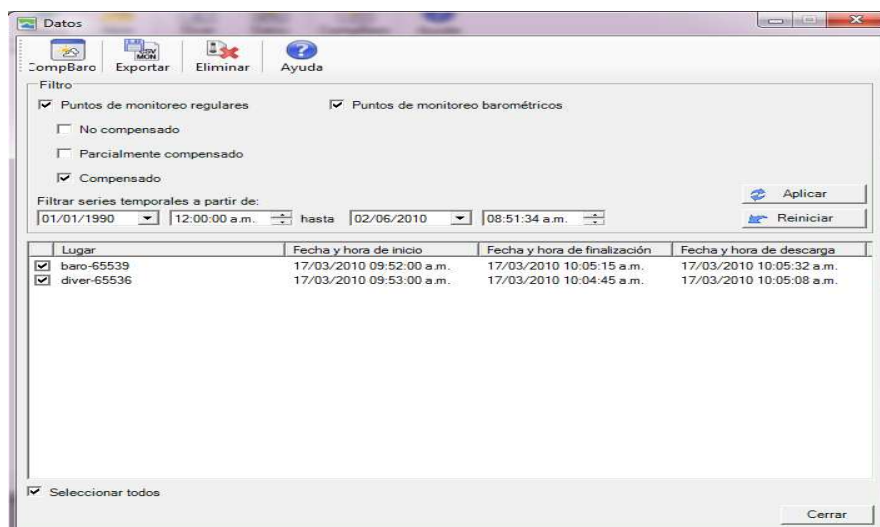 Datos
CompBaro Exportar Eliminar Ayuda
CSV
MON
Filtro
Puntos de monitoreo regulares Puntos de monitoreo barométricos
No compensado
Parcialmente compensado
Compensado
Aplicar
Filtrar series temporales a partir de:
01/01/1990 12:00:00 a.m. hasta 02/06/2010 08:51:34 a.m. Reiniciar
Lugar Fecha y hora de inicio Fecha y hora de finalización Fecha y hora de descarga
baro-65539 17/03/2010 09:52:00 a.m. 17/03/2010 10:05:15 a.m. 17/03/2010 10:05:32 a.m.
diver-65536 17/03/2010 09:53:00 a.m. 17/03/2010 10:04:45 a.m. 17/03/2010 10:05:08 a.m.
Seleccionar todos
Cerrar